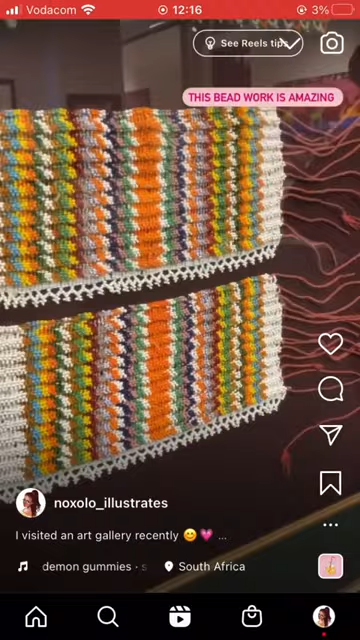 Vodacom
12:16
3%
See Reels tips
THIS BEAD WORK IS AMAZING
noxolo_illustrates
I visited an art gallery recently 😊 💗 ...
demon gummies · s
South Africa